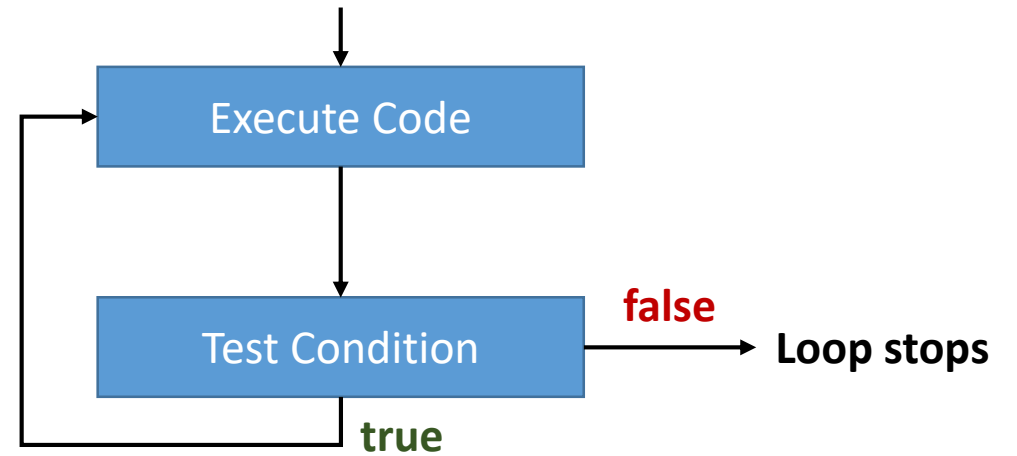 Execute Code
false
Test Condition
Loop stops
true